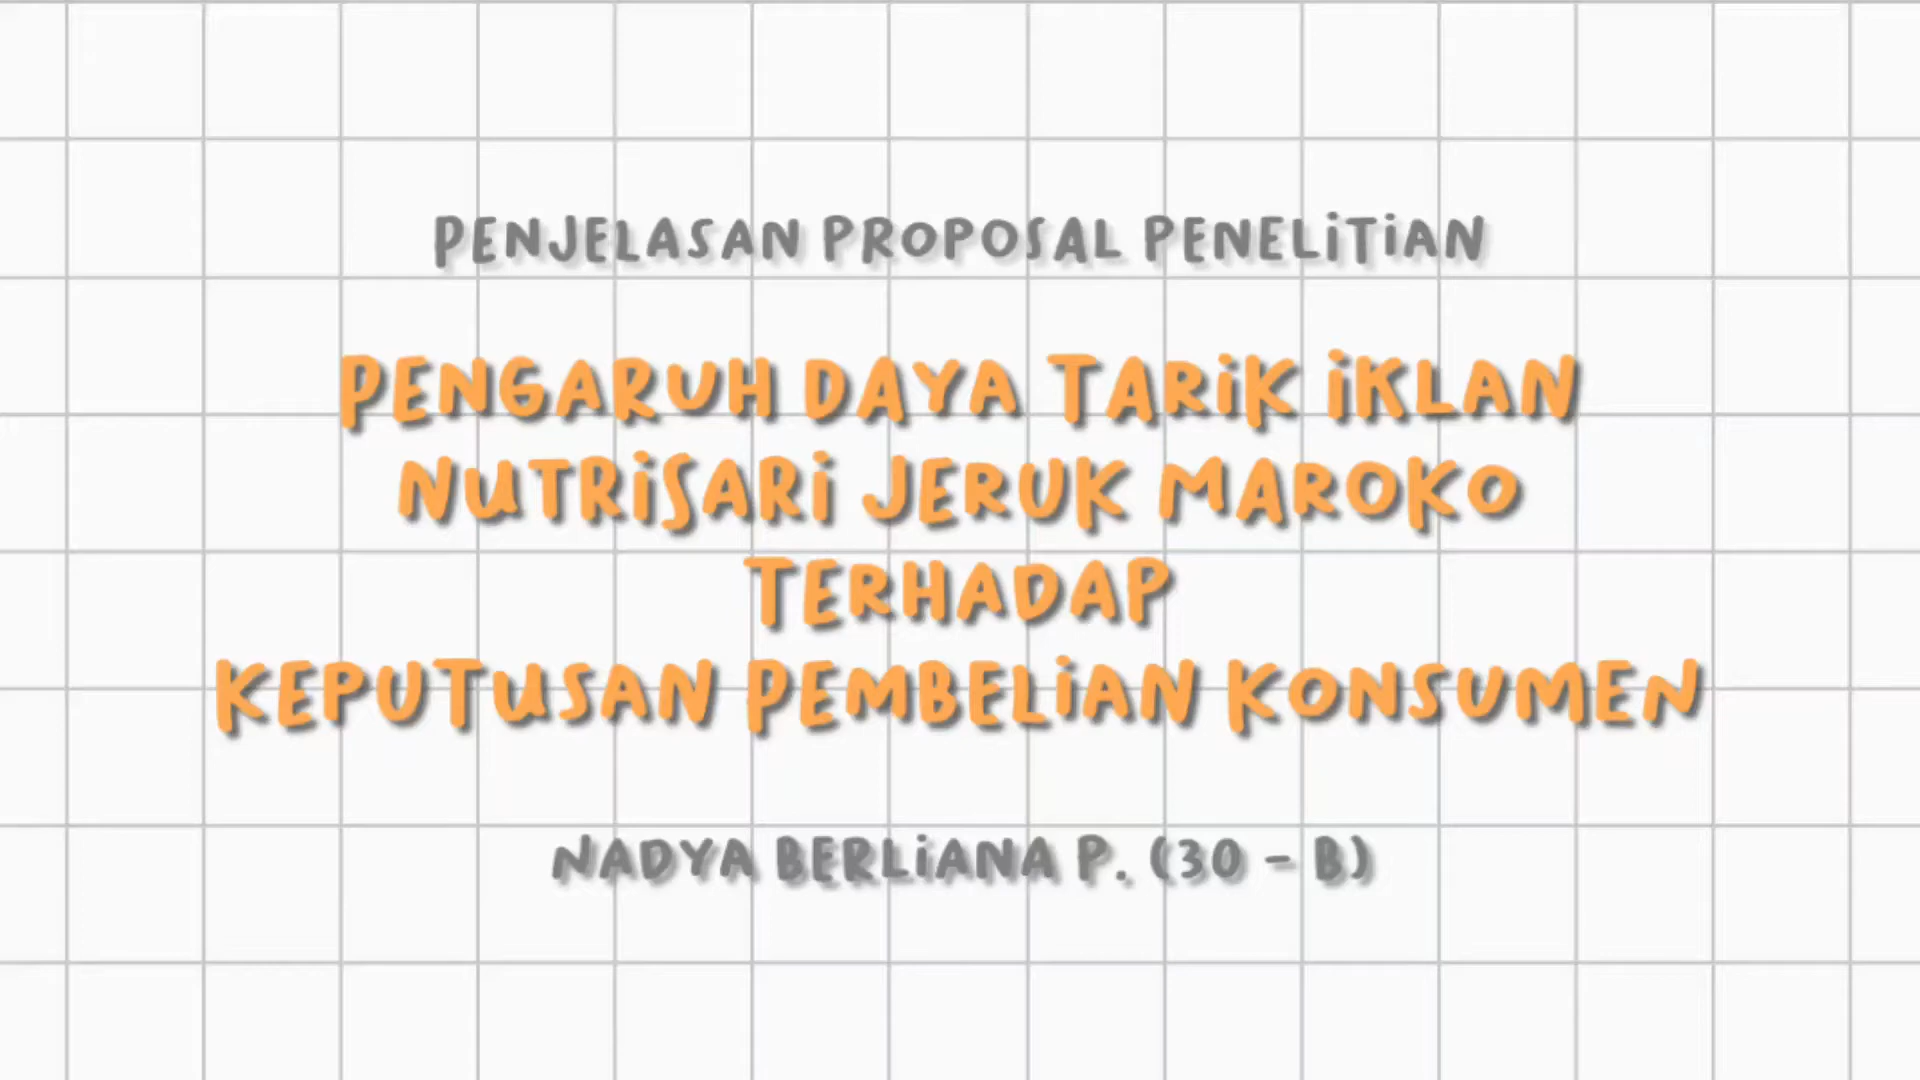 PENJELASAN PROPOSAL PENELITIAN
PENGARUH DAYA TARIK IKLAN
NUTRISARI JERUK MAROKO
TERHADAP
KEPUTUSAN PEMBELIAN KONSUMEN
NADYA BERLIANA P. (30 - B)